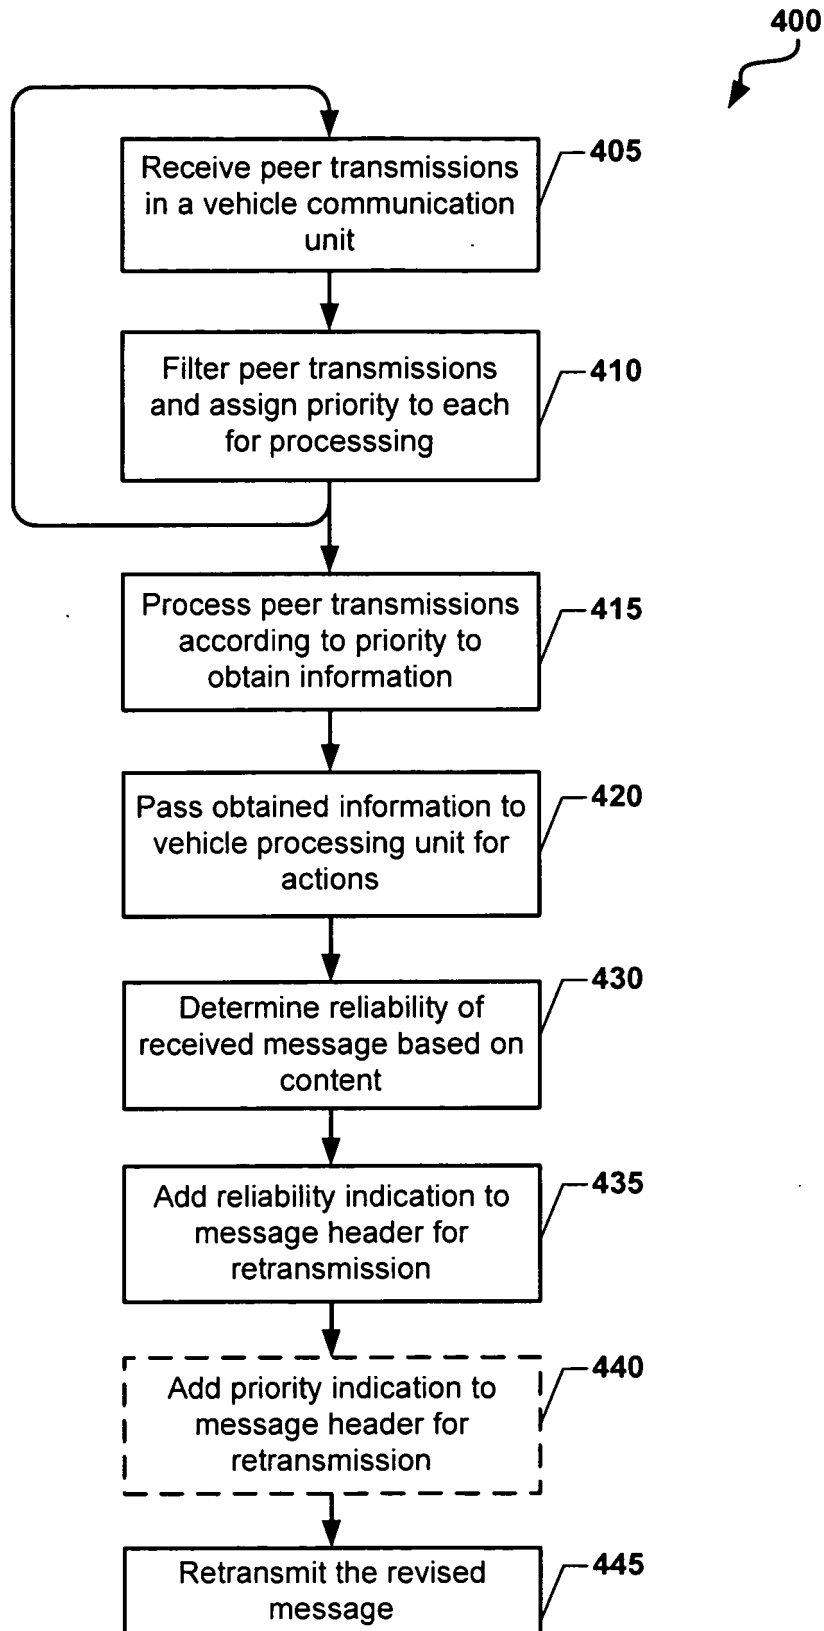 400
Receive peer transmissions
in a vehicle communication
unit
405
Filter peer transmissions
and assign priority to each
for processsing
410
Process peer transmissions
according to priority to
obtain information
415
Pass obtained information to
vehicle processing unit for
actions
420
Determine reliability of
received message based on
content
430
Add reliability indication to
message header for
retransmission
435
Add priority indication to
message header for
retransmission
440
Retransmit the revised
message
445